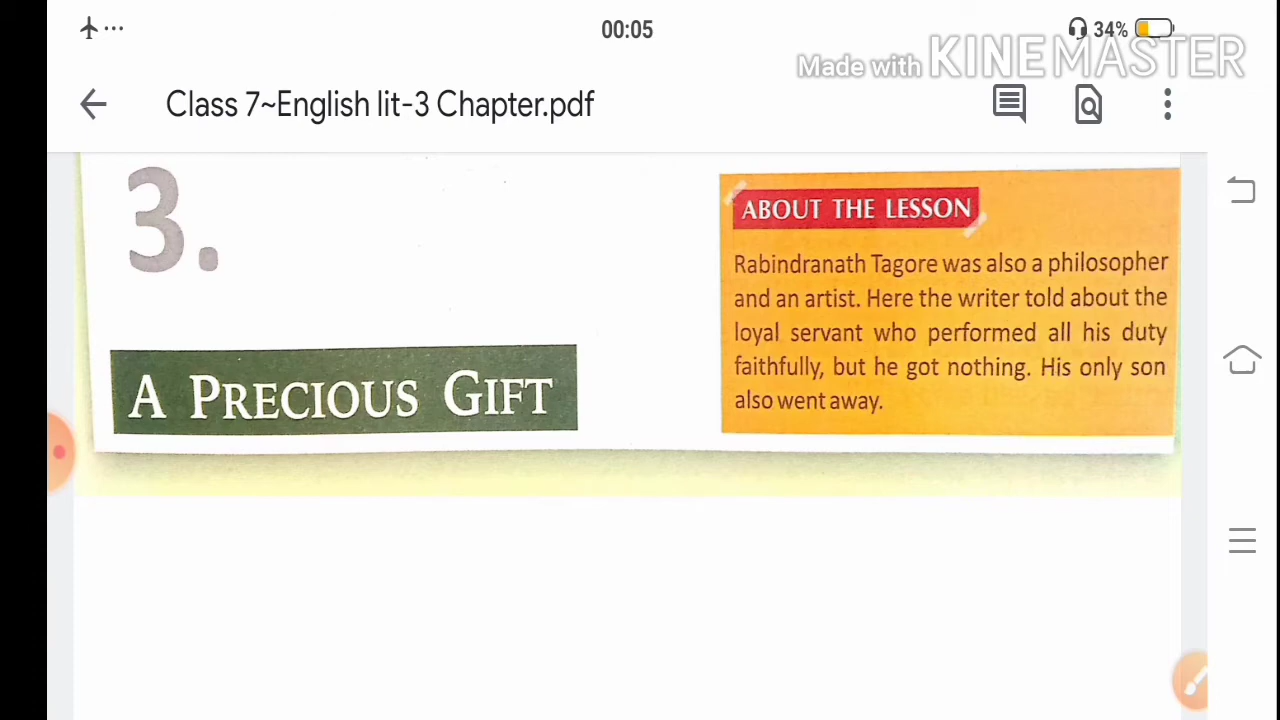 00:05
34%
Made with KINEMASTER
Class 7~English lit-3 Chapter.pdf
3.
A PRECIOUS GIFT
ABOUT THE LESSON
Rabindranath Tagore was also a philosopher
and an artist. Here the writer told about the
loyal servant who performed all his duty
faithfully, but he got nothing. His only son
also went away.